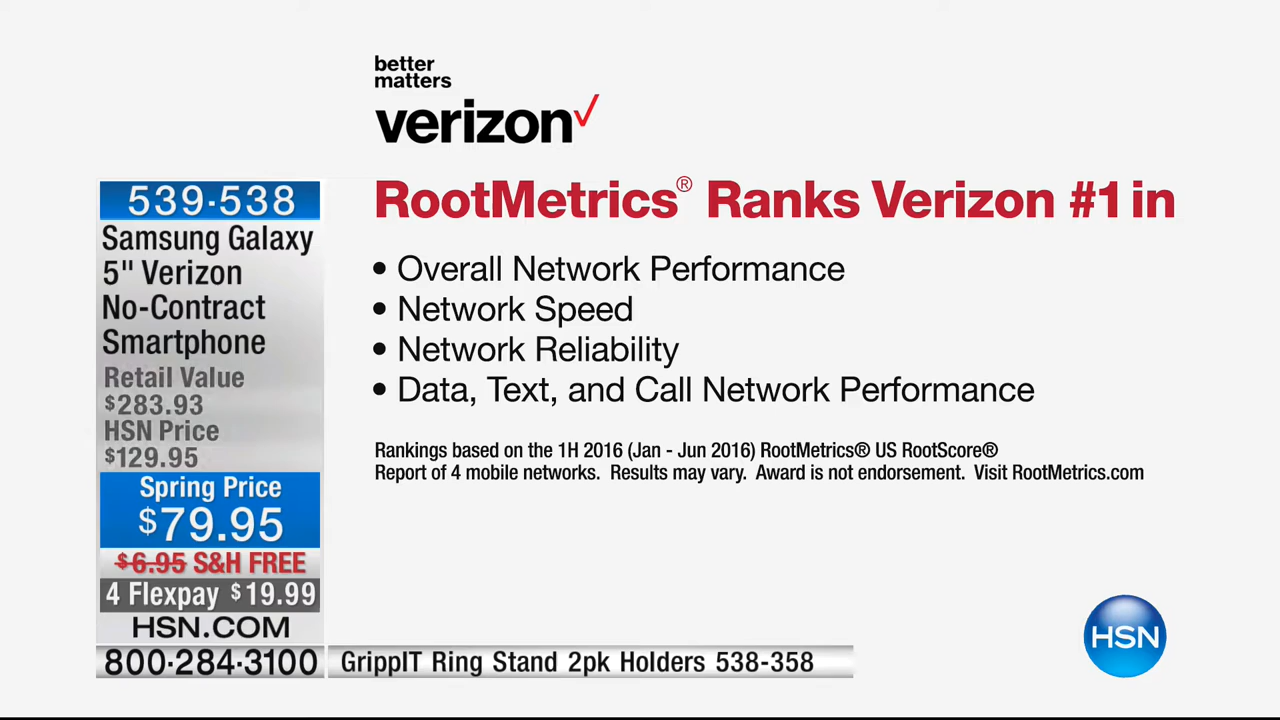 better
matters
verizon✓
539·538
Samsung Galaxy
5" Verizon
No-Contract
Smartphone
Retail Value
$283.93
HSN Price
$129.95
Spring Price
$79.95
$6.95 S&H FREE
4 Flexpay $19.99
HSN.COM
800·284·3100
RootMetrics® Ranks Verizon #1 in
• Overall Network Performance
• Network Speed
• Network Reliability
• Data, Text, and Call Network Performance
Rankings based on the 1H 2016 (Jan - Jun 2016) RootMetrics® US RootScore®
Report of 4 mobile networks. Results may vary. Award is not endorsement. Visit RootMetrics.com
GrippIT Ring Stand 2pk Holders 538-358
HSN